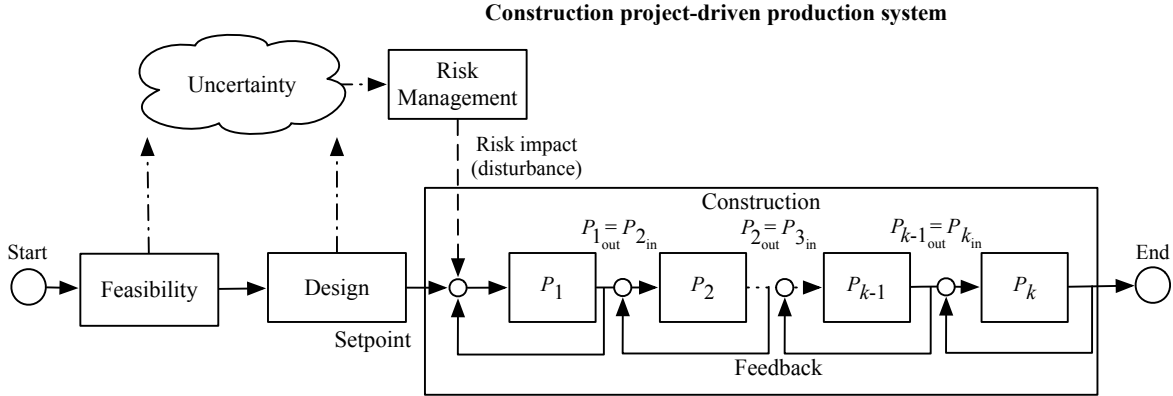 Construction project-driven production system
Uncertainty
Risk
Management
Risk impact
(disturbance)
Construction
P1out = P2in
P2out = P3in
Pk-1out = Pkin
Start
End
Feasibility
Design
P1
P2
Pk-1
Pk
Setpoint
Feedback